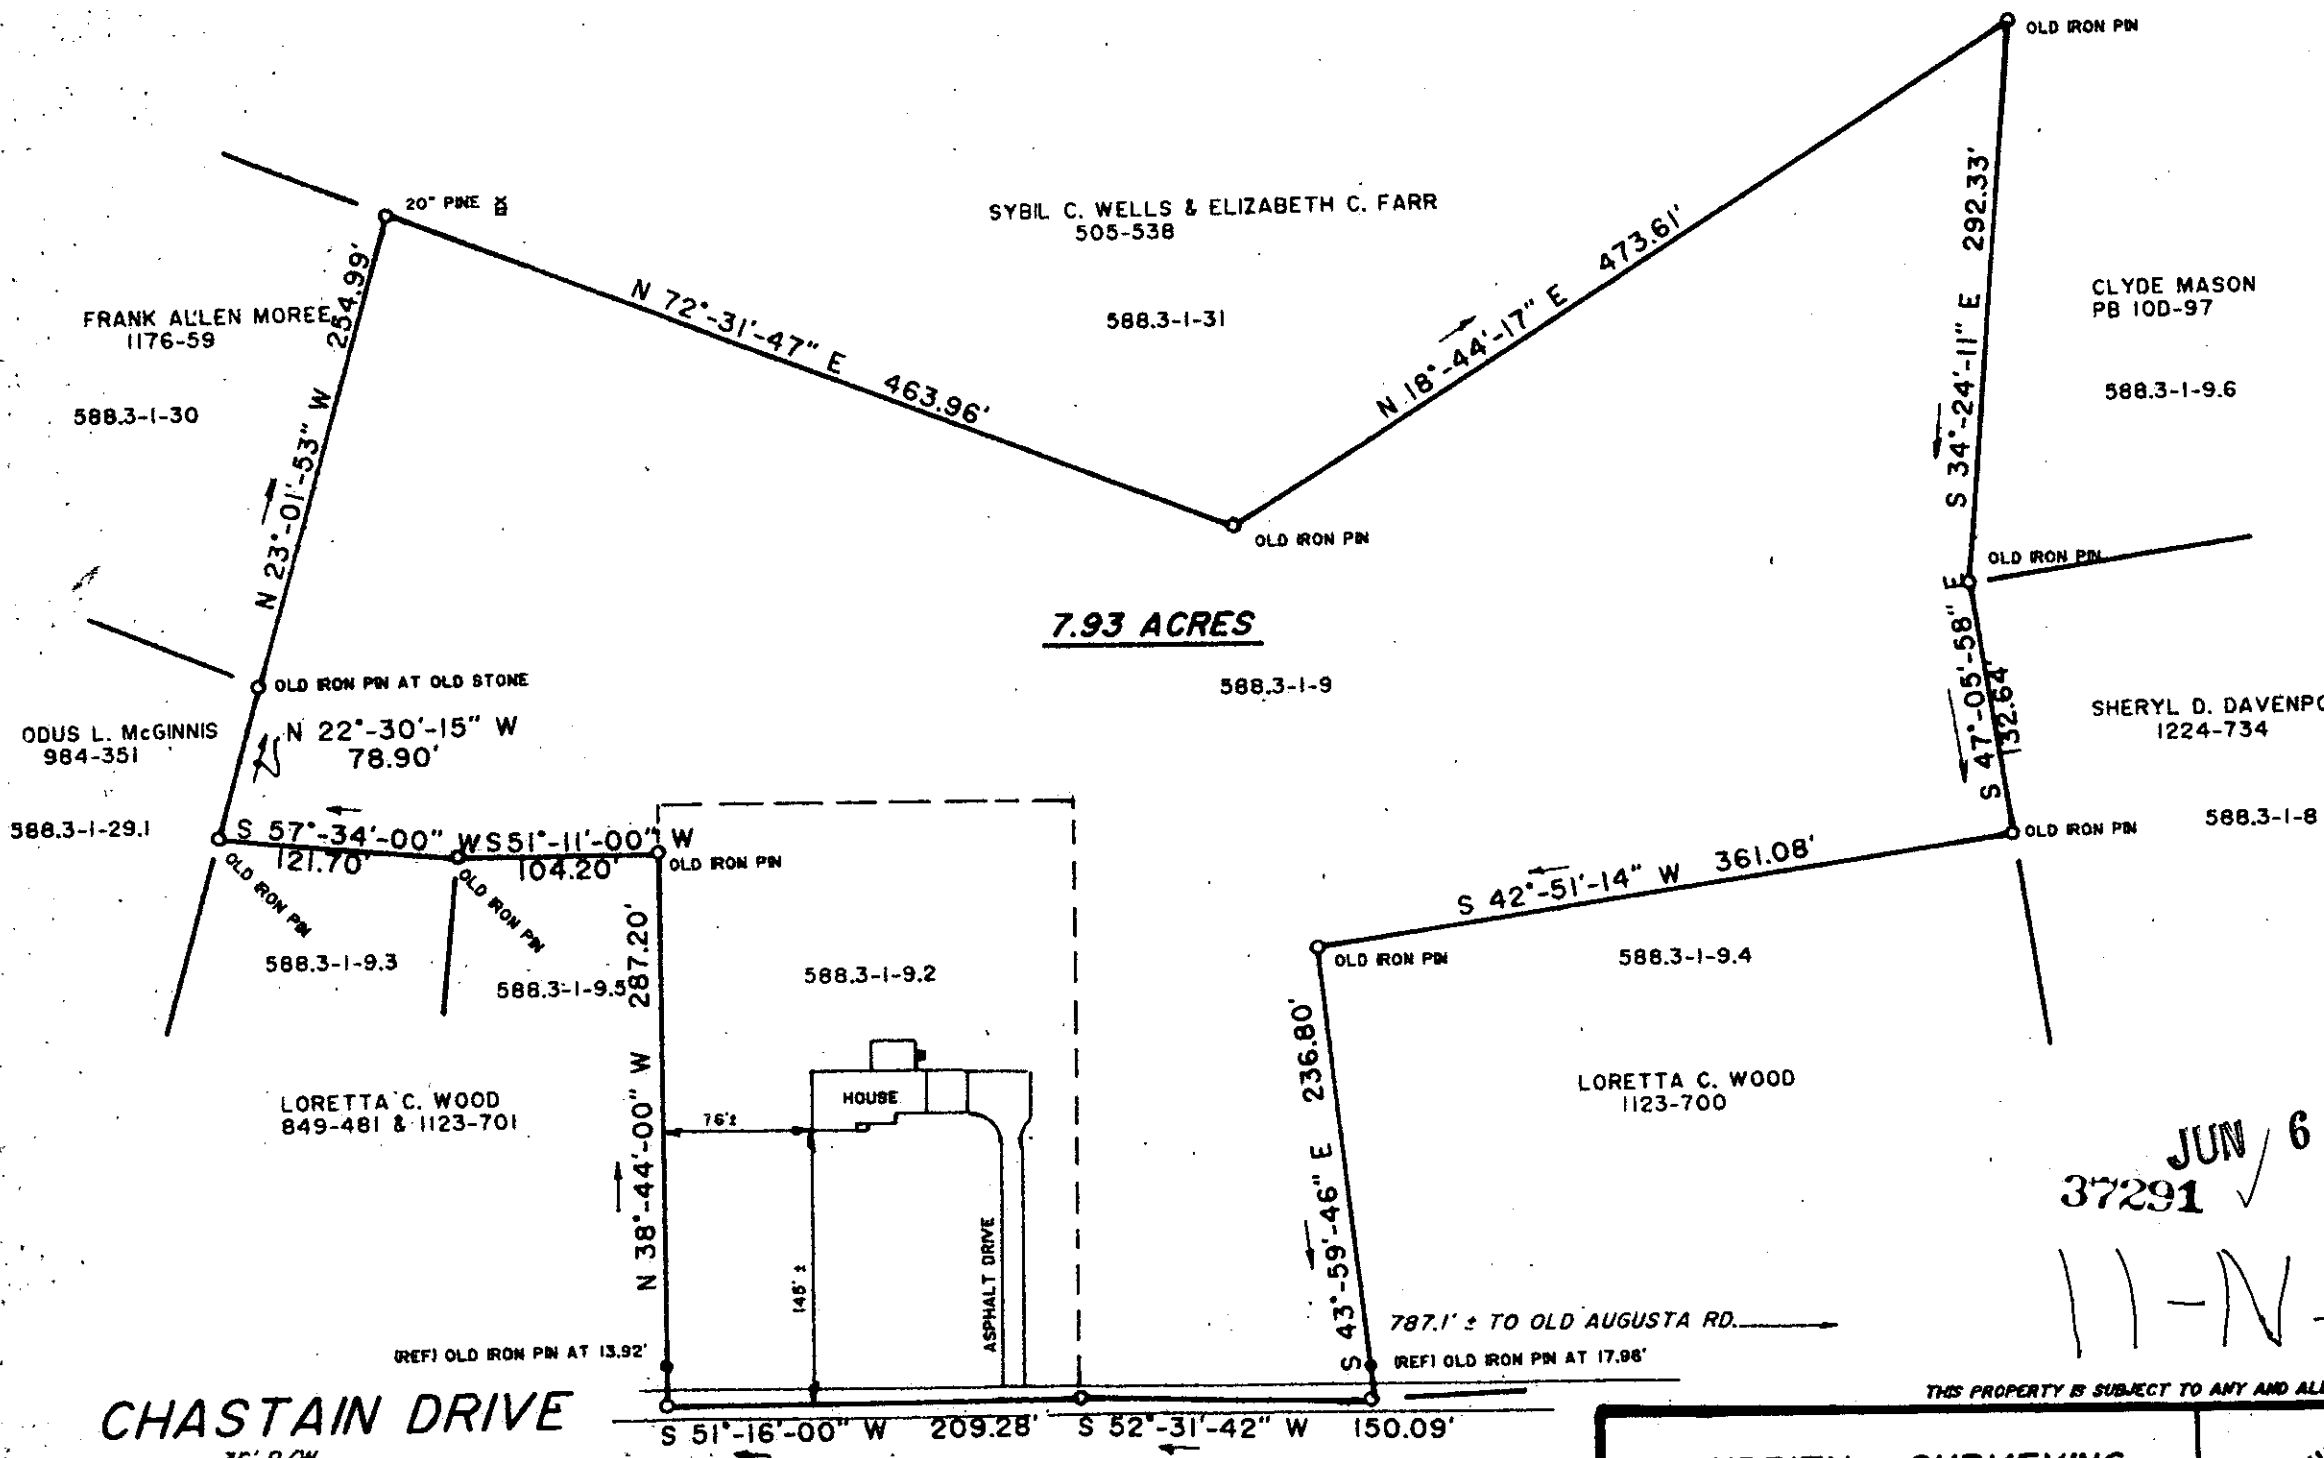 OLD IRON PIN
20" PINE
SYBIL C. WELLS & ELIZABETH C. FARR
505-538
588.3-1-31
N 72°-31'-47" E 463.96'
N 18°-44'-17" E 473.61'
S 34°-24'-11" E 292.33'
CLYDE MASON
PB 10D-97
588.3-1-9.6
FRANK ALLEN MOREE
1176-59
588.3-1-30
N 23°-01'-53" W 254.99'
OLD IRON PIN
OLD IRON PIN
7.93 ACRES
588.3-1-9
S 47°-05'-58" E
132.64'
SHERYL D. DAVENPO
1224-734
588.3-1-8
OLD IRON PIN AT OLD STONE
N 22°-30'-15" W
78.90'
ODUS L. McGINNIS
984-351
588.3-1-29.1
S 57°-34'-00" W
121.70'
S 51°-11'-00" W
104.20'
OLD IRON PIN
OLD IRON PIN
OLD IRON PIN
OLD IRON PIN
S 42°-51'-14" W 361.08'
OLD IRON PIN
588.3-1-9.3
588.3-1-9.5
588.3-1-9.2
588.3-1-9.4
N 38°-44'-00" W 287.20'
S 43°-59'-46" E 236.80'
LORETTA C. WOOD
849-481 & 1123-701
LORETTA C. WOOD
1123-700
HOUSE
76'±
ASPHALT DRIVE
JUN 6
37291
11-N-
787.1' ± TO OLD AUGUSTA RD.
(REF) OLD IRON PIN AT 13.92'
(REF) OLD IRON PIN AT 17.98'
CHASTAIN DRIVE
S 51°-16'-00" W 209.28'
S 52°-31'-42" W 150.09'
THIS PROPERTY IS SUBJECT TO ANY AND ALL